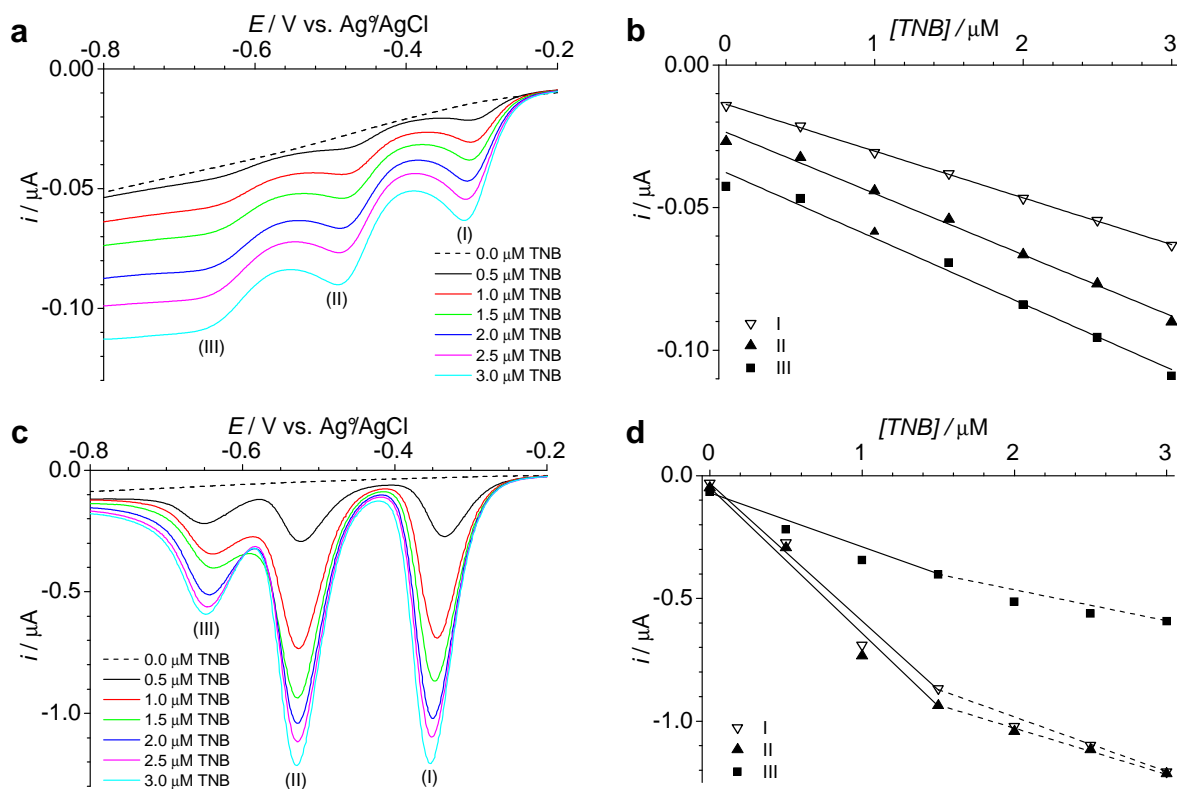 a
E / V vs. Ag°/AgCl
-0.8 -0.6 -0.4 -0.2
0.00
-0.05
-0.10
i / μA
(I)
(II)
(III)
0.0 μM TNB
0.5 μM TNB
1.0 μM TNB
1.5 μM TNB
2.0 μM TNB
2.5 μM TNB
3.0 μM TNB
b
[TNB] / μM
0 1 2 3
0.00
-0.05
-0.10
i / μA
I
II
III
c
E / V vs. Ag°/AgCl
-0.8 -0.6 -0.4 -0.2
0.0
-0.5
-1.0
i / μA
(III)
(II)
(I)
0.0 μM TNB
0.5 μM TNB
1.0 μM TNB
1.5 μM TNB
2.0 μM TNB
2.5 μM TNB
3.0 μM TNB
d
[TNB] / μM
0 1 2 3
0.0
-0.5
-1.0
i / μA
I
II
III